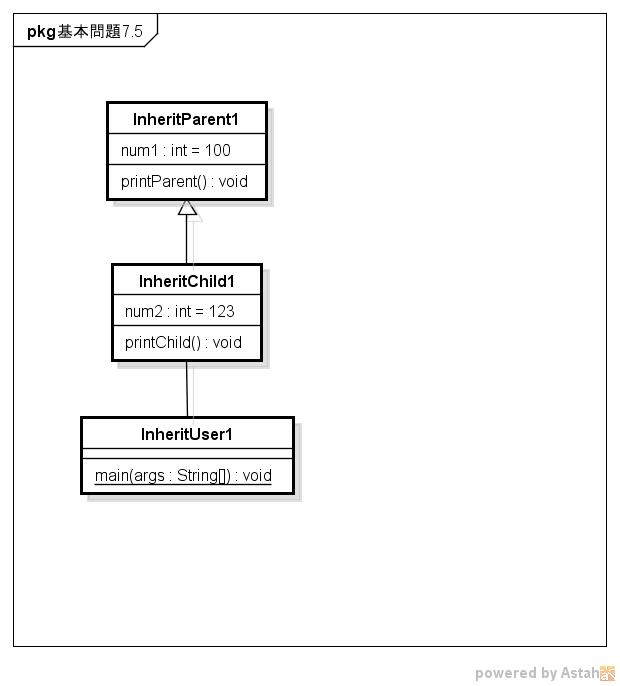 pkg基本問題7.5
InheritParent1
num1 : int = 100
printParent() : void
InheritChild1
num2 : int = 123
printChild() : void
InheritUser1
main(args : String[]) : void
powered by Astah